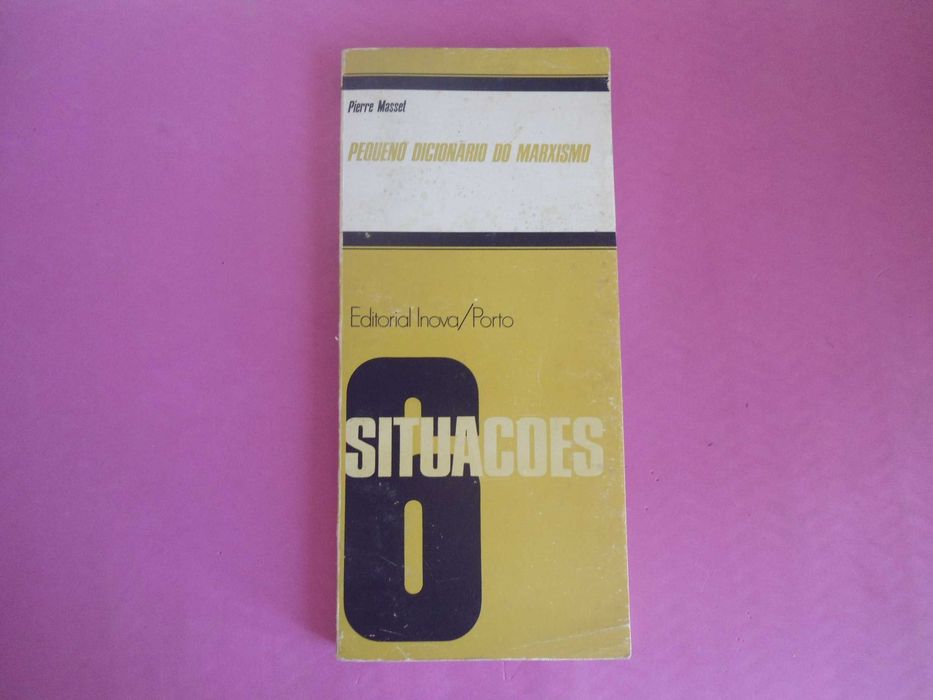 Pierre Masset
PEQUENO DICIONÁRIO DO MARXISMO
Editorial Inova/Porto
6
SITUACOES